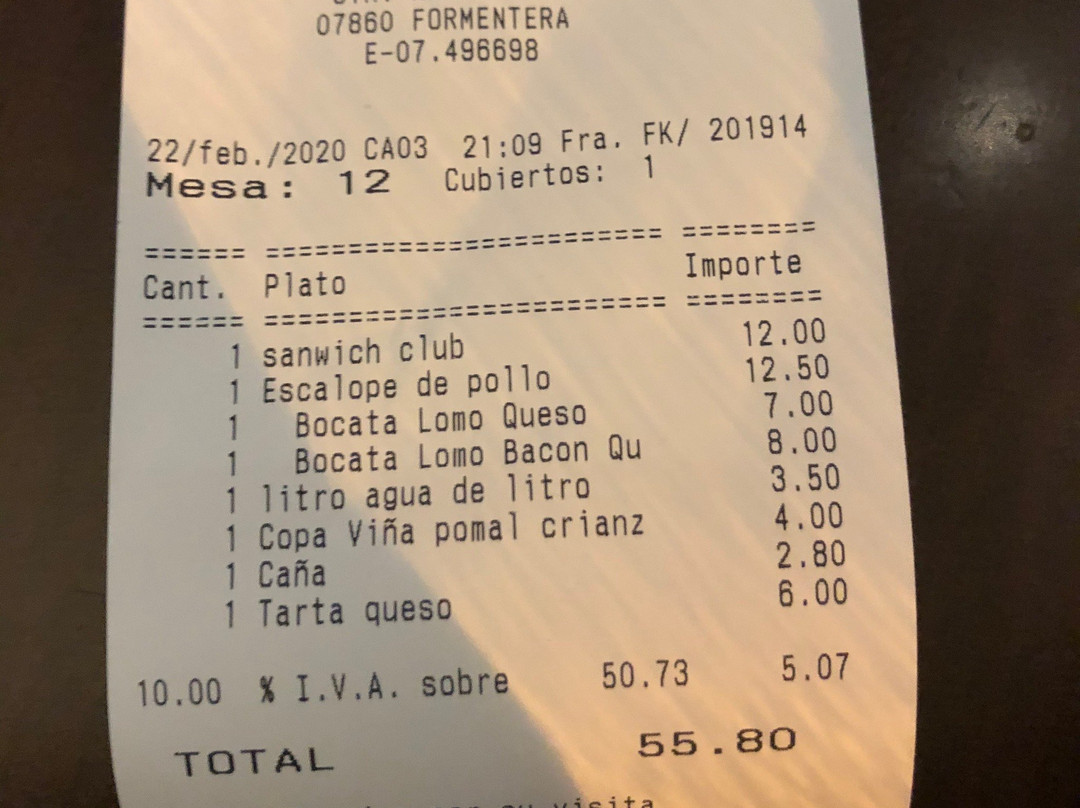 07860 FORMENTERA
E-07.496698
22/feb./2020 CA03 21:09 Fra. FK/ 201914
Mesa: 12 Cubiertos: 1
====== ======================= ========
Cant. Plato Importe
====== ======================= ========
1 sanwich club 12.00
1 Escalope de pollo 12.50
1 Bocata Lomo Queso 7.00
1 Bocata Lomo Bacon Qu 8.00
1 litro agua de litro 3.50
1 Copa Viña pomal crianz 4.00
1 Caña 2.80
1 Tarta queso 6.00
10.00 % I.V.A. sobre 50.73 5.07
TOTAL 55.80
su visita